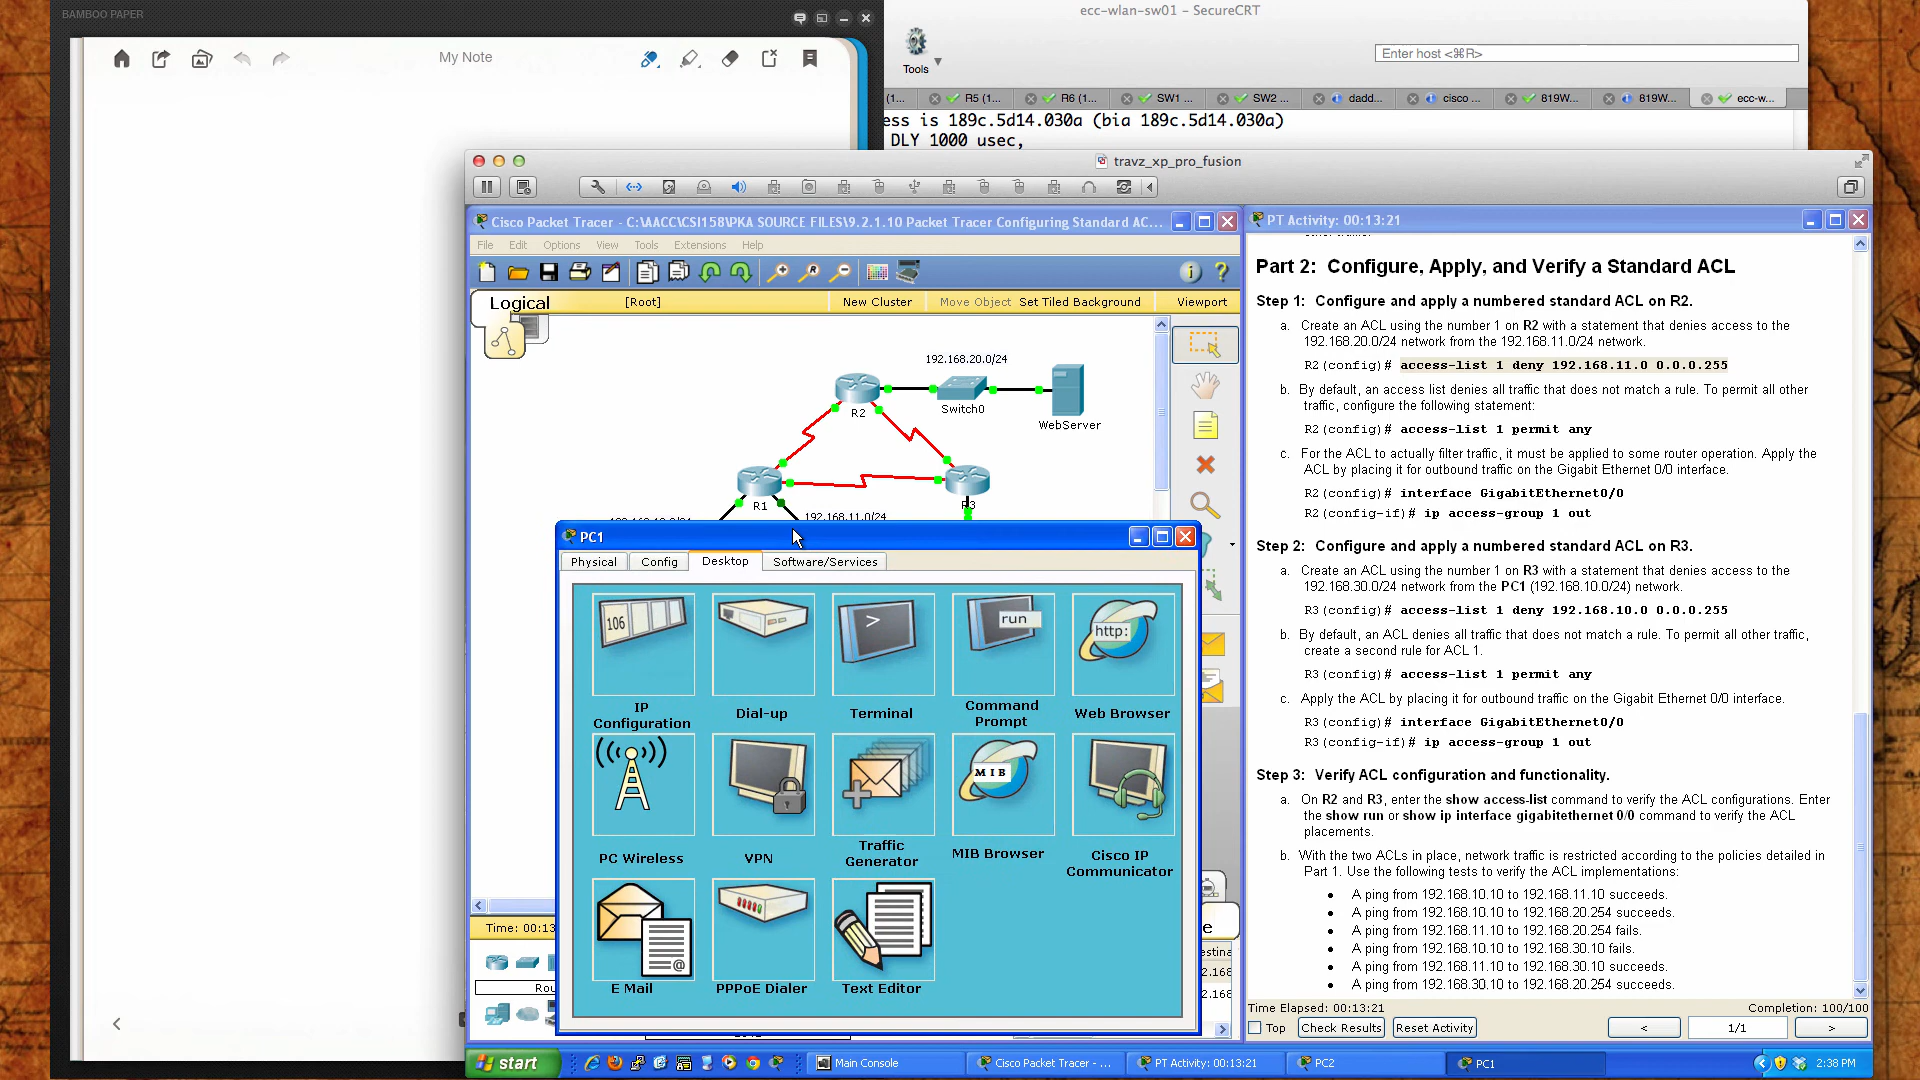 BAMBOO PAPER
My Note
ecc-wlan-sw01 – SecureCRT
Enter host <⌘R>
Tools
(1... R5 (1... R6 (1... SW1 ... SW2 ... dadd... cisco ... 819W... 819W... ecc-w...
ess is 189c.5d14.030a (bia 189c.5d14.030a)
DLY 1000 usec,
travz_xp_pro_fusion
Cisco Packet Tracer - C:\AACC\CSI158\PKA SOURCE FILES\9.2.1.10 Packet Tracer Configuring Standard AC...
File Edit Options View Tools Extensions Help
Logical [Root] New Cluster Move Object Set Tiled Background Viewport
192.168.20.0/24
R2
Switch0
WebServer
R1
R3
192.168.11.0/24
PC1
Physical Config Desktop Software/Services
106
>
run
http:
IP Configuration
Dial-up
Terminal
Command Prompt
Web Browser
MIB
PC Wireless
VPN
Traffic Generator
MIB Browser
Cisco IP Communicator
@
E Mail
PPPoE Dialer
Text Editor
Time: 00:13
Rou
PT Activity: 00:13:21
Part 2: Configure, Apply, and Verify a Standard ACL
Step 1: Configure and apply a numbered standard ACL on R2.
a. Create an ACL using the number 1 on R2 with a statement that denies access to the
192.168.20.0/24 network from the 192.168.11.0/24 network.
R2(config)# access-list 1 deny 192.168.11.0 0.0.0.255
b. By default, an access list denies all traffic that does not match a rule. To permit all other
traffic, configure the following statement:
R2(config)# access-list 1 permit any
c. For the ACL to actually filter traffic, it must be applied to some router operation. Apply the
ACL by placing it for outbound traffic on the Gigabit Ethernet 0/0 interface.
R2(config)# interface GigabitEthernet0/0
R2(config-if)# ip access-group 1 out
Step 2: Configure and apply a numbered standard ACL on R3.
a. Create an ACL using the number 1 on R3 with a statement that denies access to the
192.168.30.0/24 network from the PC1 (192.168.10.0/24) network.
R3(config)# access-list 1 deny 192.168.10.0 0.0.0.255
b. By default, an ACL denies all traffic that does not match a rule. To permit all other traffic,
create a second rule for ACL 1.
R3(config)# access-list 1 permit any
c. Apply the ACL by placing it for outbound traffic on the Gigabit Ethernet 0/0 interface.
R3(config)# interface GigabitEthernet0/0
R3(config-if)# ip access-group 1 out
Step 3: Verify ACL configuration and functionality.
a. On R2 and R3, enter the show access-list command to verify the ACL configurations. Enter
the show run or show ip interface gigabitethernet 0/0 command to verify the ACL
placements.
b. With the two ACLs in place, network traffic is restricted according to the policies detailed in
Part 1. Use the following tests to verify the ACL implementations:
• A ping from 192.168.10.10 to 192.168.11.10 succeeds.
• A ping from 192.168.10.10 to 192.168.20.254 succeeds.
• A ping from 192.168.11.10 to 192.168.20.254 fails.
• A ping from 192.168.10.10 to 192.168.30.10 fails.
• A ping from 192.168.11.10 to 192.168.30.10 succeeds.
• A ping from 192.168.30.10 to 192.168.20.254 succeeds.
Time Elapsed: 00:13:21 Completion: 100/100
Top Check Results Reset Activity < 1/1 >
start Main Console Cisco Packet Tracer - ... PT Activity: 00:13:21 PC2 PC1 2:38 PM